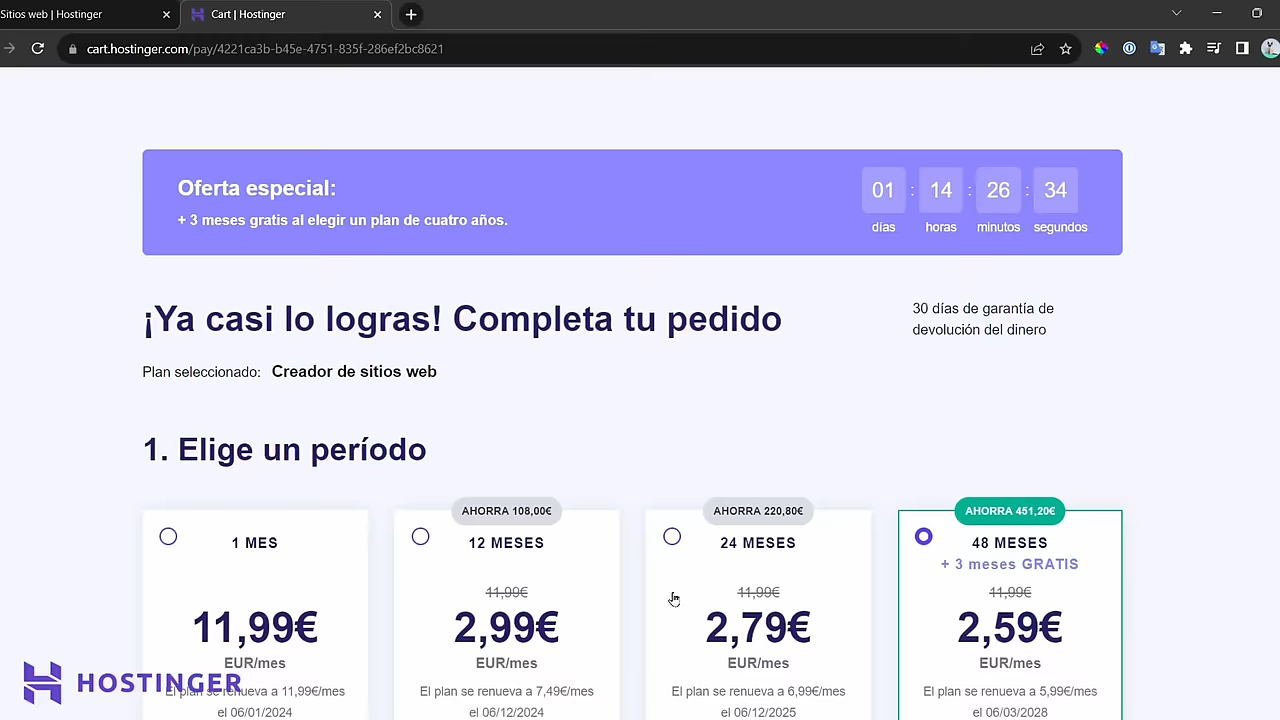 Sitios web | Hostinger
Cart | Hostinger
cart.hostinger.com/pay/4221ca3b-b45e-4751-835f-286ef2bc8621
Oferta especial:
+ 3 meses gratis al elegir un plan de cuatro años.
01 : 14 : 26 : 34
días horas minutos segundos
¡Ya casi lo logras! Completa tu pedido
30 días de garantía de
devolución del dinero
Plan seleccionado: Creador de sitios web
1. Elige un período
1 MES
11,99€
EUR/mes
El plan se renueva a 11,99€/mes
el 06/01/2024
AHORRA 108,00€
12 MESES
11,99€
2,99€
EUR/mes
El plan se renueva a 7,49€/mes
el 06/12/2024
AHORRA 220,80€
24 MESES
11,99€
2,79€
EUR/mes
El plan se renueva a 6,99€/mes
el 06/12/2025
AHORRA 451,20€
48 MESES
+ 3 meses GRATIS
11,99€
2,59€
EUR/mes
El plan se renueva a 5,99€/mes
el 06/03/2028
HOSTINGER